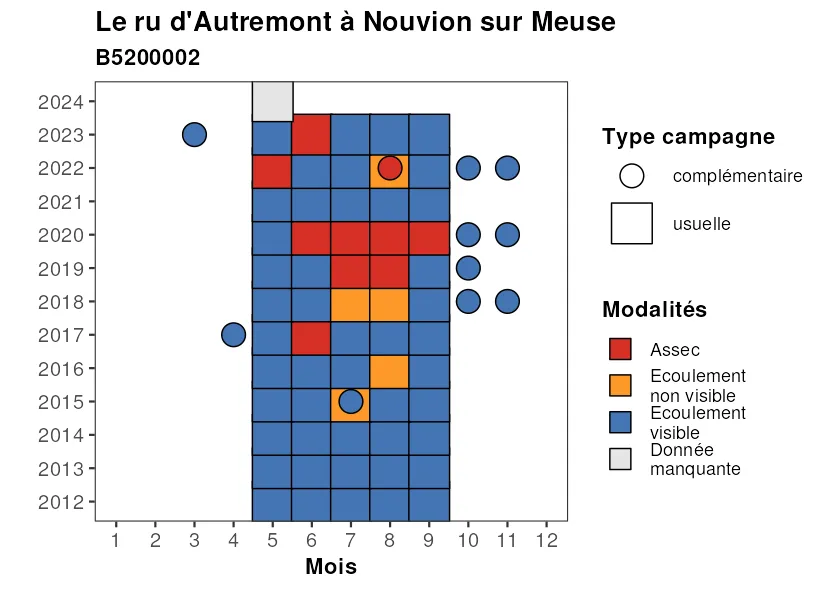 Le ru d'Autremont à Nouvion sur Meuse
B5200002
2024
2023
2022
2021
2020
2019
2018
2017
2016
2015
2014
2013
2012
1 2 3 4 5 6 7 8 9 10 11 12
Mois
Type campagne
complémentaire
usuelle
Modalités
Assec
Ecoulement
non visible
Ecoulement
visible
Donnée
manquante